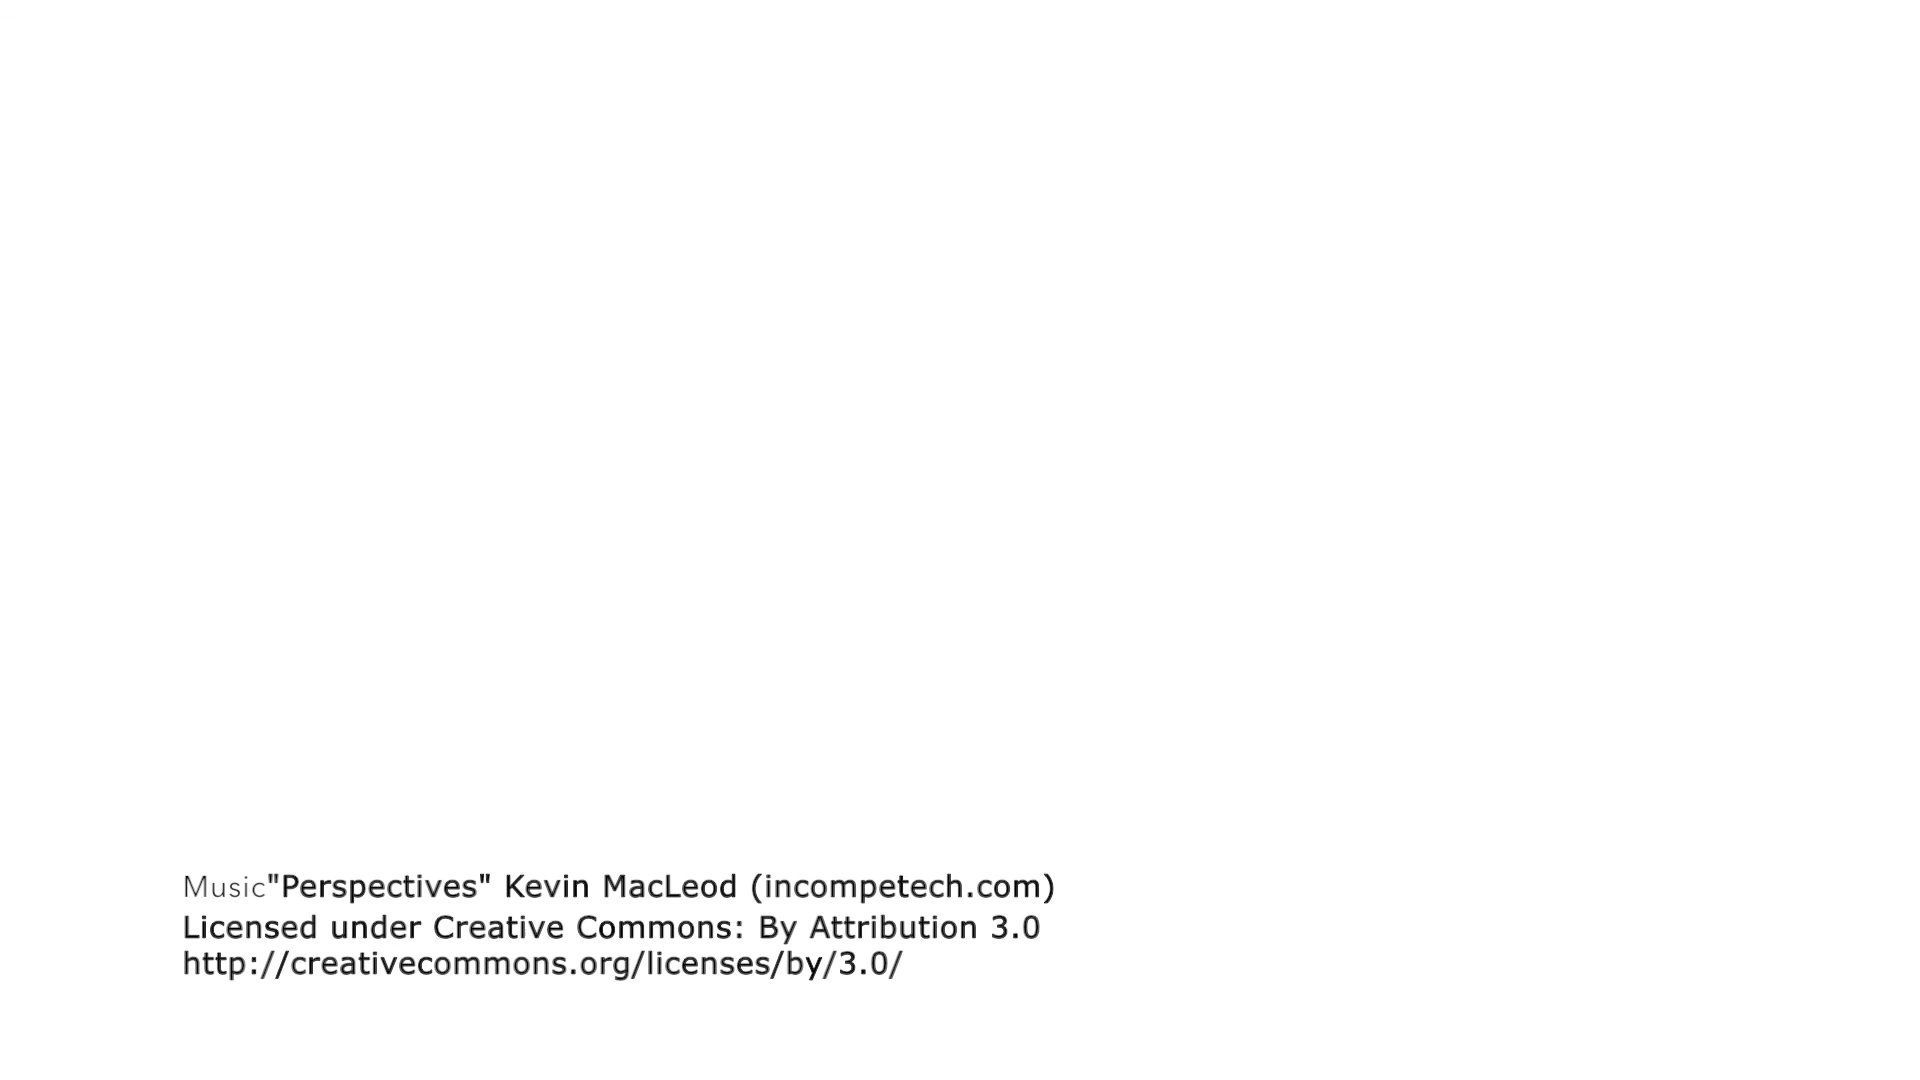 Music"Perspectives" Kevin MacLeod (incompetech.com)
Licensed under Creative Commons: By Attribution 3.0
http://creativecommons.org/licenses/by/3.0/